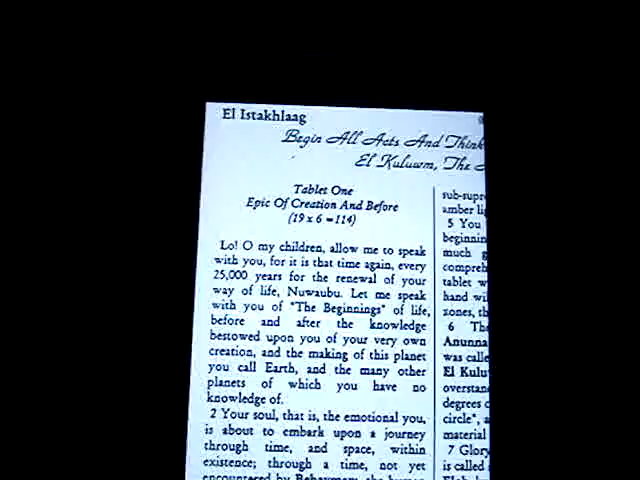 El Istakhlaag
Begin All Acts And Think
El Kuluwm, The A
Tablet One
Epic Of Creation And Before
(19 x 6 = 114)
Lo! O my children, allow me to speak
with you, for it is that time again, every
25,000 years for the renewal of your
way of life, Nuwaubu. Let me speak
with you of "The Beginnings" of life,
before and after the knowledge
bestowed upon you of your very own
creation, and the making of this planet
you call Earth, and the many other
planets of which you have no
knowledge of.
2 Your soul, that is, the emotional you,
is about to embark upon a journey
through time, and space, within
existence; through a time, not yet
encountered by
sub-supr
amber li
5 You
beginnin
much g
compreh
tablet w
hand wi
zones, th
6 The
Anunna
was calle
El Kulu
overstan
degrees o
circle", a
material
7 Glory
is called